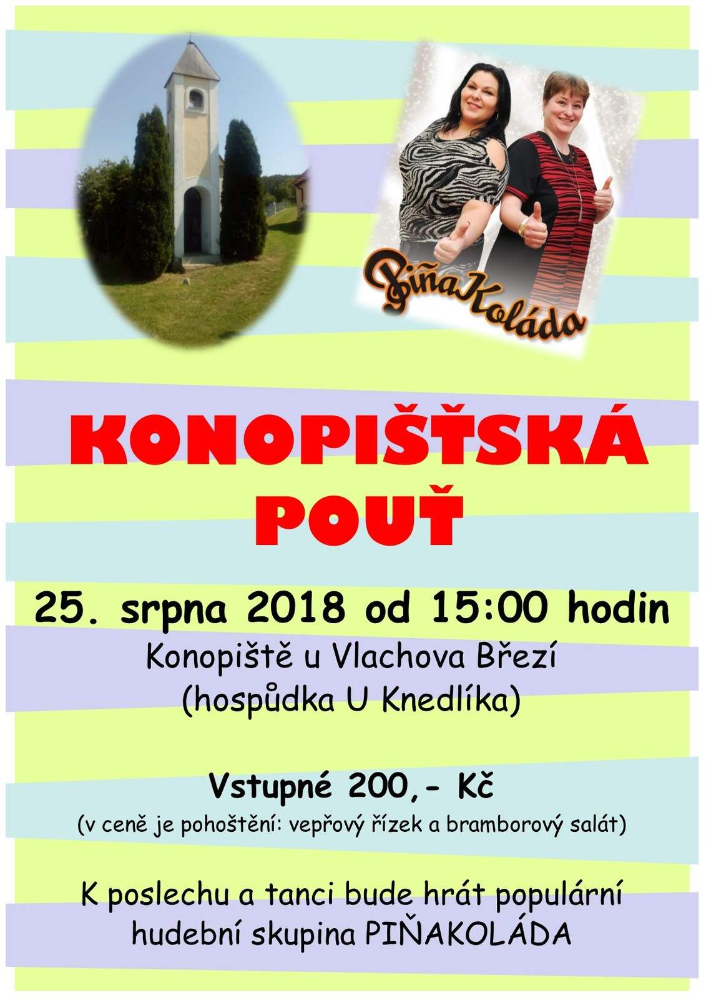 PiñaKoláda
KONOPIŠŤSKÁ
POUŤ
25. srpna 2018 od 15:00 hodin
Konopiště u Vlachova Březí
(hospůdka U Knedlíka)
Vstupné 200,- Kč
(v ceně je pohoštění: vepřový řízek a bramborový salát)
K poslechu a tanci bude hrát populární
hudební skupina PIŇAKOLÁDA